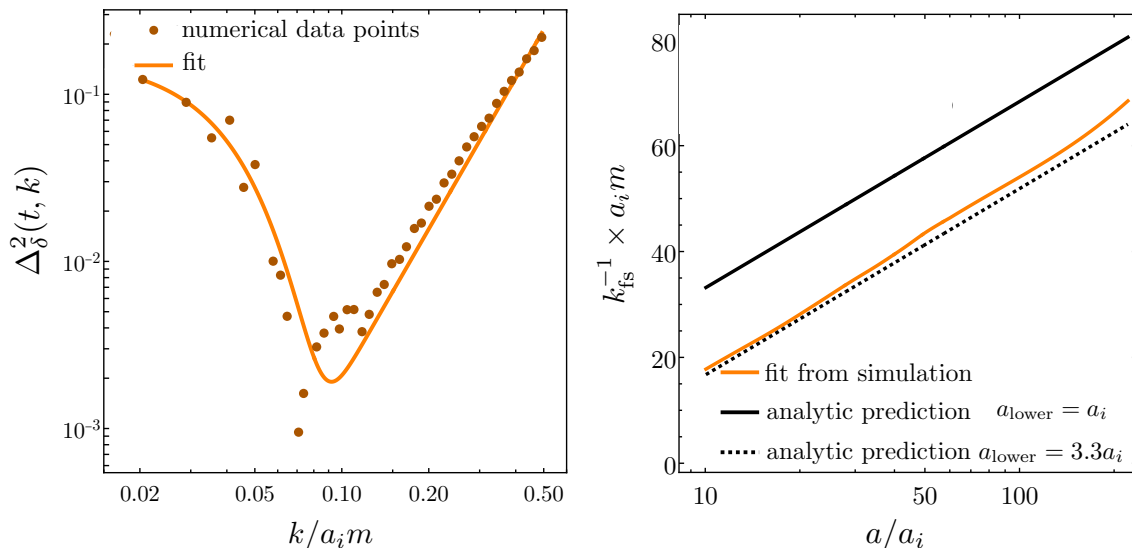 numerical data points
fit
10⁻¹
10⁻²
10⁻³
Δ²_δ(t, k)
0.02 0.05 0.10 0.20 0.50
k/a_i m
80
60
40
20
0
k_fs⁻¹ × a_i m
fit from simulation
analytic prediction a_lower = a_i
analytic prediction a_lower = 3.3a_i
10 50 100
a/a_i